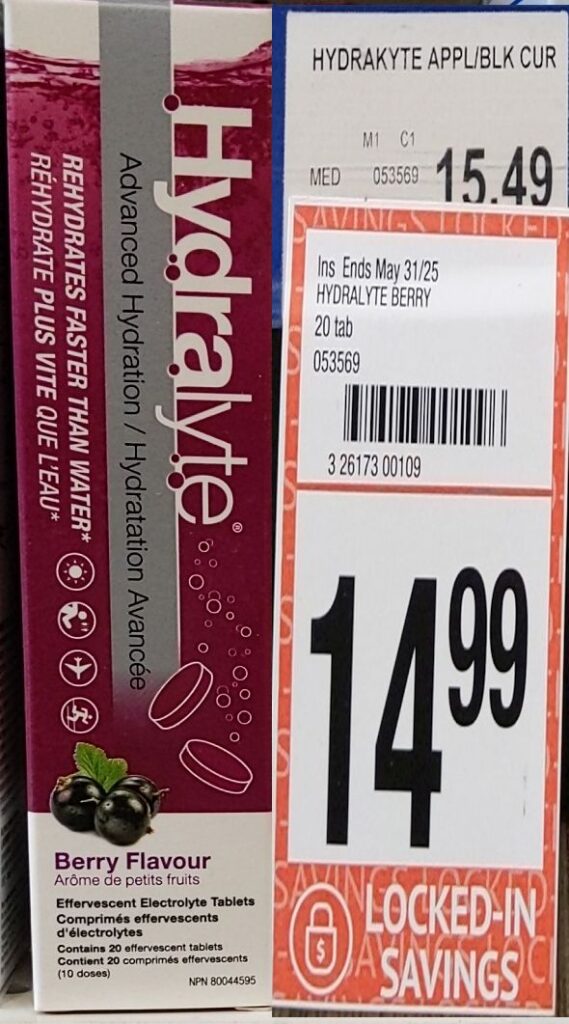 Hydralyte®
Advanced Hydration / Hydratation Avancée
REHYDRATES FASTER THAN WATER*
RÉHYDRATE PLUS VITE QUE L'EAU*
Berry Flavour
Arôme de petits fruits
Effervescent Electrolyte Tablets
Comprimés effervescents
d'électrolytes
Contains 20 effervescent tablets
Contient 20 comprimés effervescents
(10 doses)
NPN 80044595
HYDRAKYTE APPL/BLK CUR
M1 C1
MED 053569 15.49
SAVINGS LOCKED
Ins Ends May 31/25
HYDRALYTE BERRY
20 tab
053569
3 26173 00109
14 99
LOCKED-IN
SAVINGS